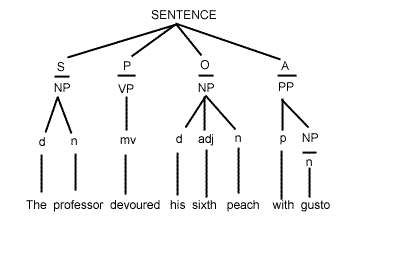 SENTENCE
S P O A
NP VP NP PP
d n mv d adj n p NP
n
The professor devoured his sixth peach with gusto